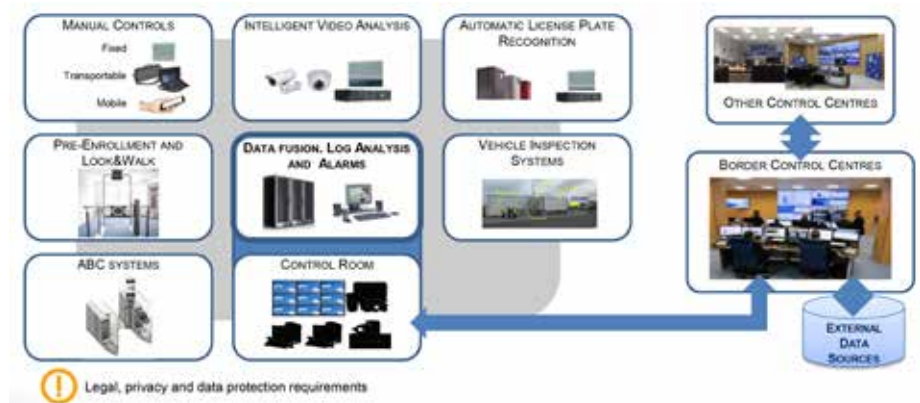 MANUAL CONTROLS
Fixed
Transportable
Mobile
INTELLIGENT VIDEO ANALYSIS
AUTOMATIC LICENSE PLATE
RECOGNITION
OTHER CONTROL CENTRES
PRE-ENROLLMENT AND
LOOK&WALK
DATA FUSION. LOG ANALYSIS
AND ALARMS
VEHICLE INSPECTION
SYSTEMS
BORDER CONTROL CENTRES
ABC SYSTEMS
CONTROL ROOM
EXTERNAL
DATA
SOURCES
Legal, privacy and data protection requirements